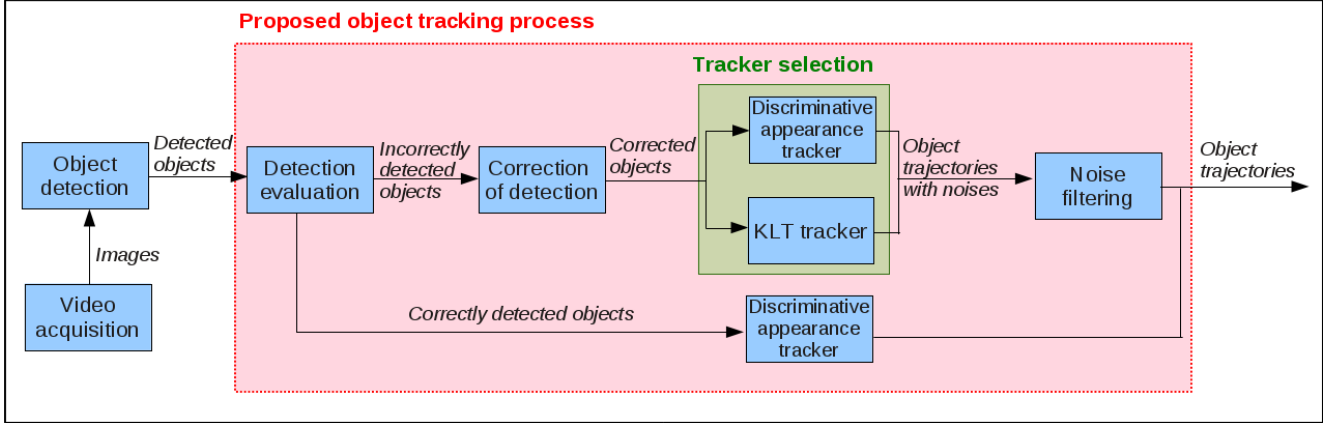 Proposed object tracking process
Tracker selection
Object
detection
Detected
objects
Images
Video
acquisition
Detection
evaluation
Incorrectly
detected
objects
Correction
of detection
Corrected
objects
Discriminative
appearance
tracker
KLT tracker
Object
trajectories
with noises
Noise
filtering
Object
trajectories
Correctly detected objects
Discriminative
appearance
tracker